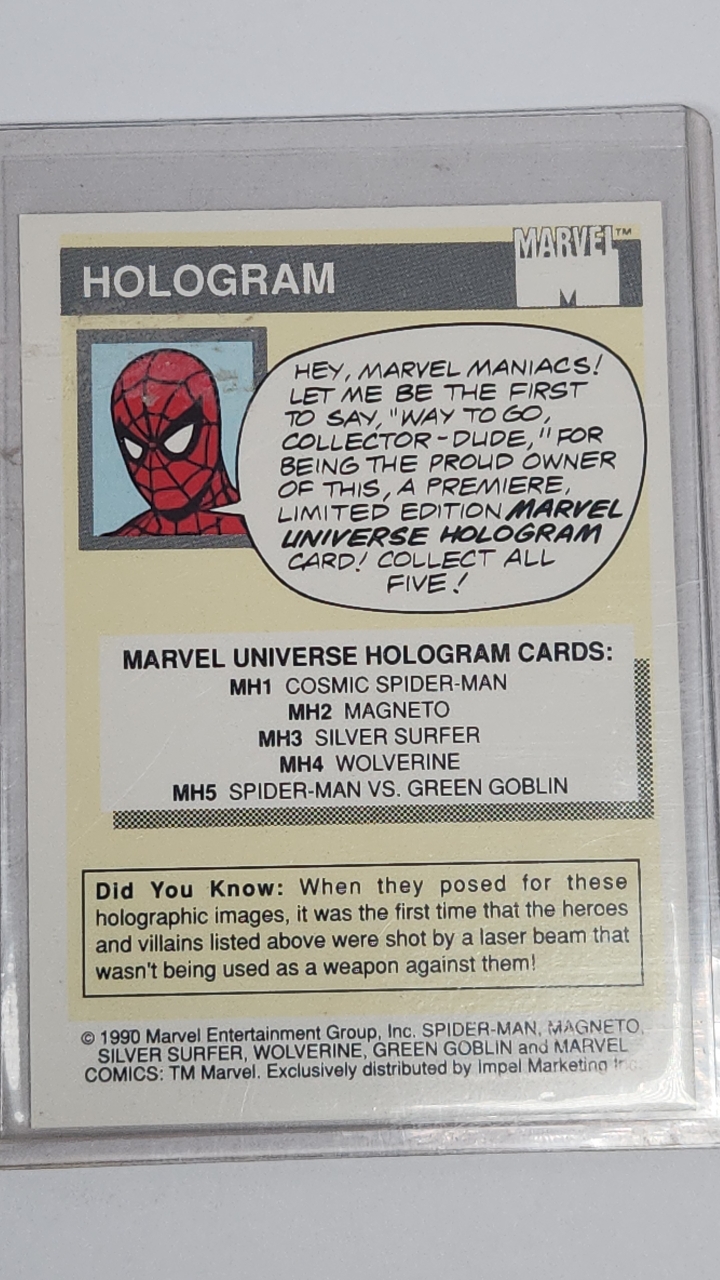 MARVEL™
HOLOGRAM
M
HEY, MARVEL MANIACS!
LET ME BE THE FIRST
TO SAY, "WAY TO GO,
COLLECTOR-DUDE," FOR
BEING THE PROUD OWNER
OF THIS, A PREMIERE,
LIMITED EDITION MARVEL
UNIVERSE HOLOGRAM
CARD! COLLECT ALL
FIVE!
MARVEL UNIVERSE HOLOGRAM CARDS:
MH1 COSMIC SPIDER-MAN
MH2 MAGNETO
MH3 SILVER SURFER
MH4 WOLVERINE
MH5 SPIDER-MAN VS. GREEN GOBLIN
Did You Know: When they posed for these
holographic images, it was the first time that the heroes
and villains listed above were shot by a laser beam that
wasn't being used as a weapon against them!
© 1990 Marvel Entertainment Group, Inc. SPIDER-MAN, MAGNETO,
SILVER SURFER, WOLVERINE, GREEN GOBLIN and MARVEL
COMICS: TM Marvel. Exclusively distributed by Impel Marketing Inc.